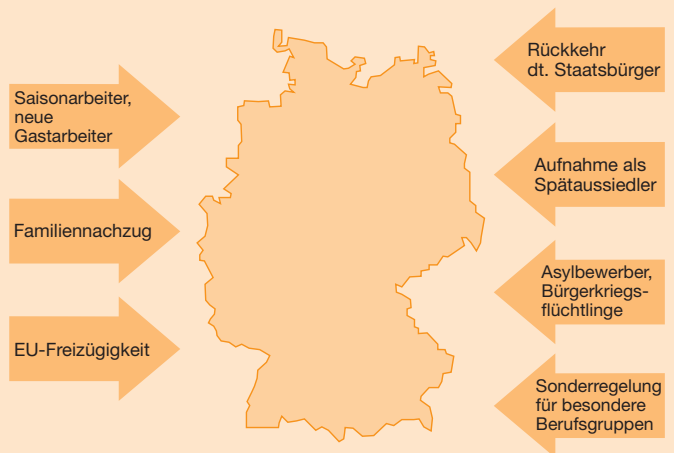 Saisonarbeiter,
neue
Gastarbeiter
Familiennachzug
EU-Freizügigkeit
Rückkehr
dt. Staatsbürger
Aufnahme als
Spätaussiedler
Asylbewerber,
Bürgerkriegs-
flüchtlinge
Sonderregelung
für besondere
Berufsgruppen